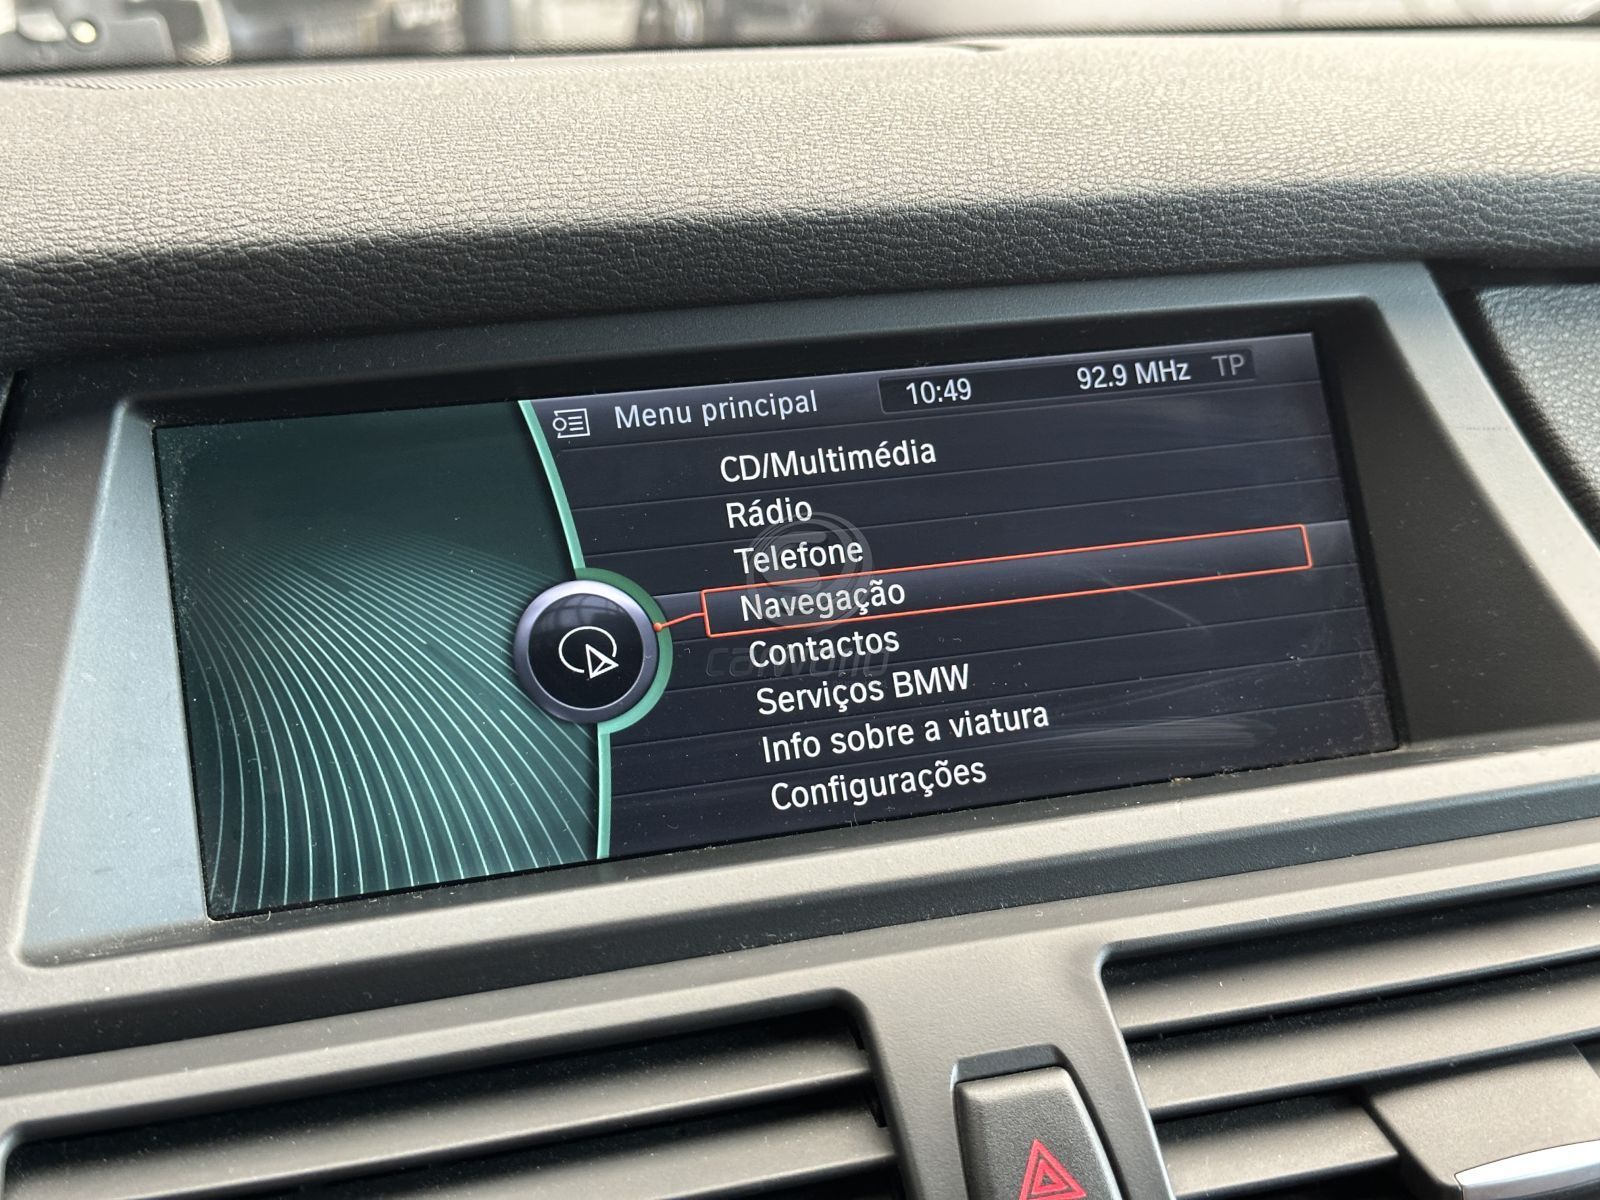 Menu principal 10:49 92.9 MHz TP
CD/Multimédia
Rádio
Telefone
Navegação
Contactos
Serviços BMW
Info sobre a viatura
Configurações